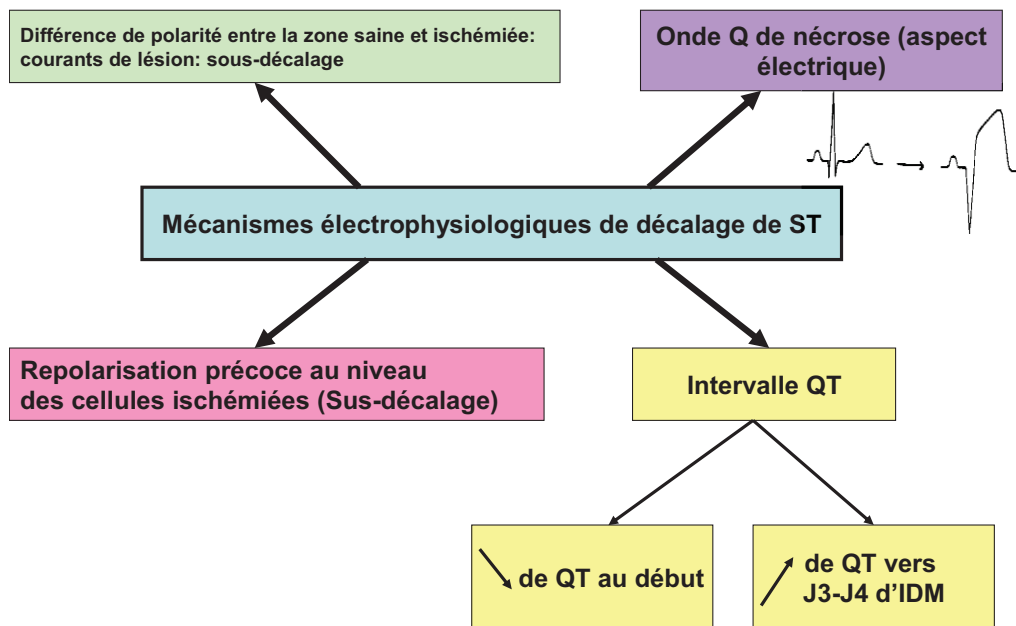 Différence de polarité entre la zone saine et ischémiée:
courants de lésion: sous-décalage
Onde Q de nécrose (aspect
électrique)
Mécanismes électrophysiologiques de décalage de ST
Repolarisation précoce au niveau
des cellules ischémiées (Sus-décalage)
Intervalle QT
de QT au début
de QT vers
J3-J4 d'IDM